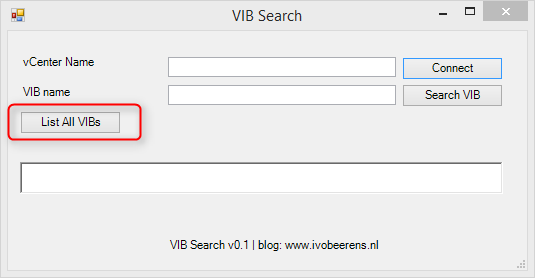 VIB Search
vCenter Name
Connect
VIB name
Search VIB
List All VIBs
VIB Search v0.1 | blog: www.ivobeerens.nl